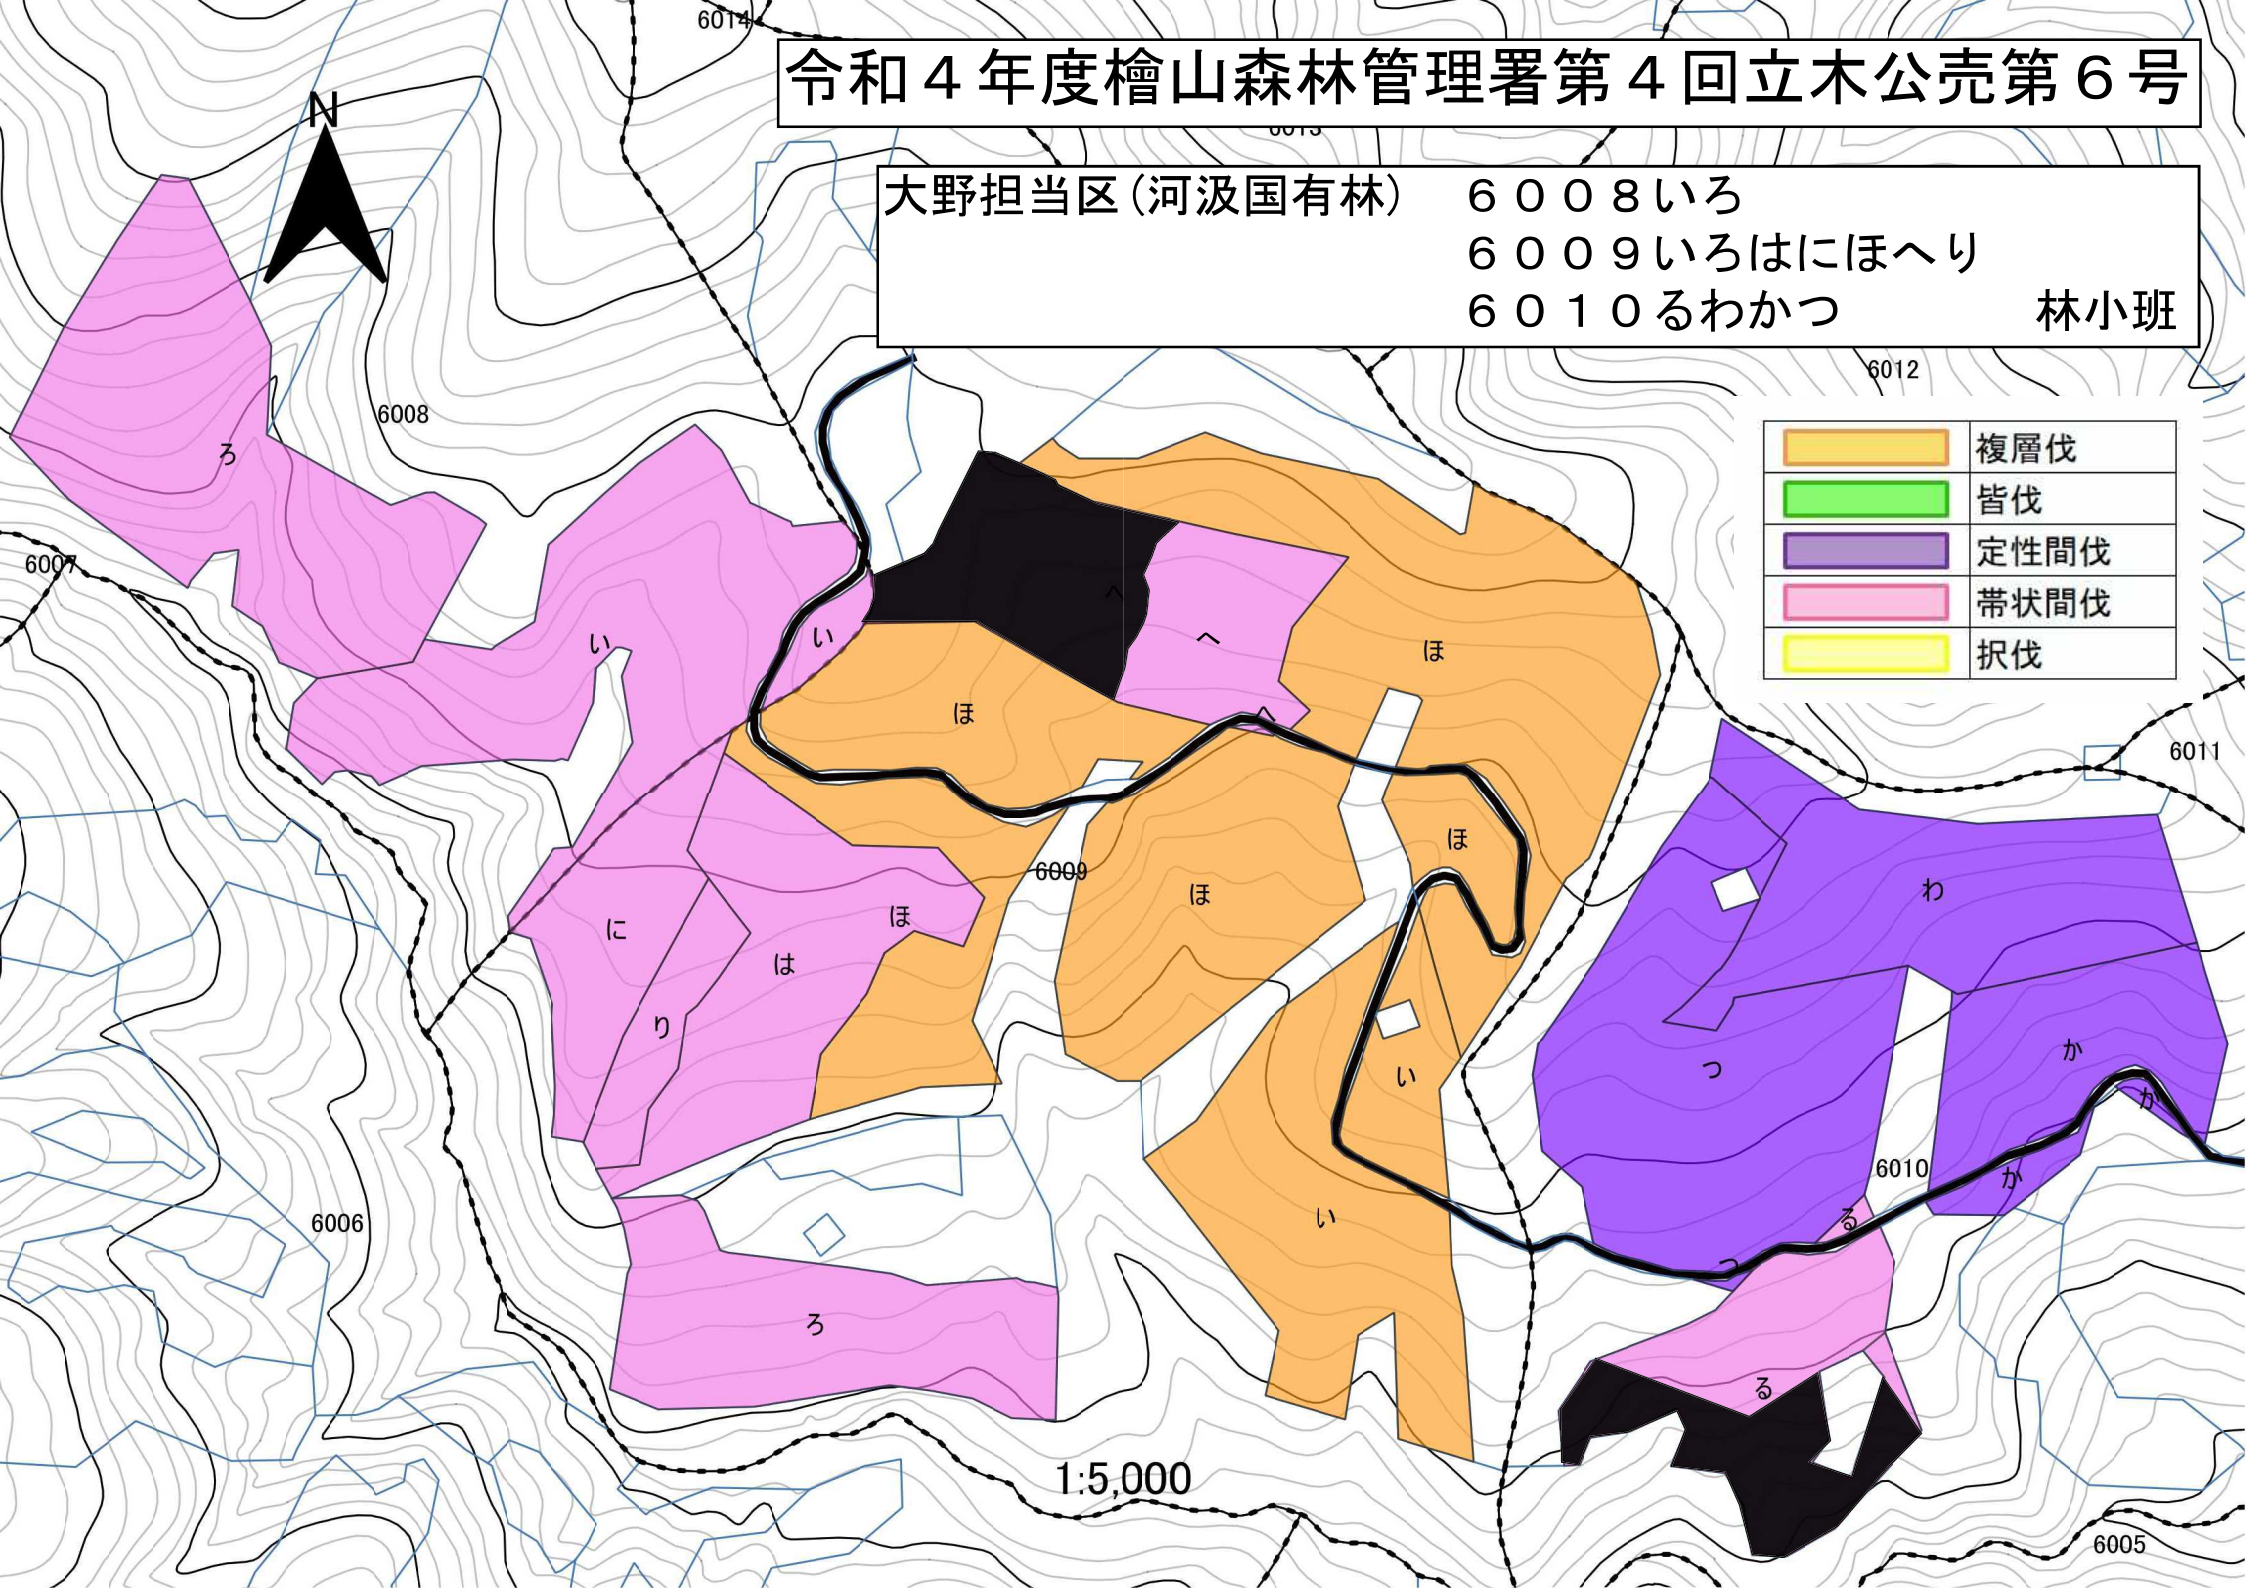 6014
令和４年度檜山森林管理署第４回立木公売第６号
N
大野担当区(河汲国有林)　６００８いろ
６００９いろはにほへり
６０１０るわかつ　林小班
6012
6008
複層伐
皆伐
定性間伐
帯状間伐
択伐
ろ
6007
へ
い
い
へ
ほ
ほ
へ
6011
ほ
6009
ほ
わ
ほ
に
は
り
か
つ
い
か
6010
か
い
る
6006
つ
ろ
る
1:5,000
6005